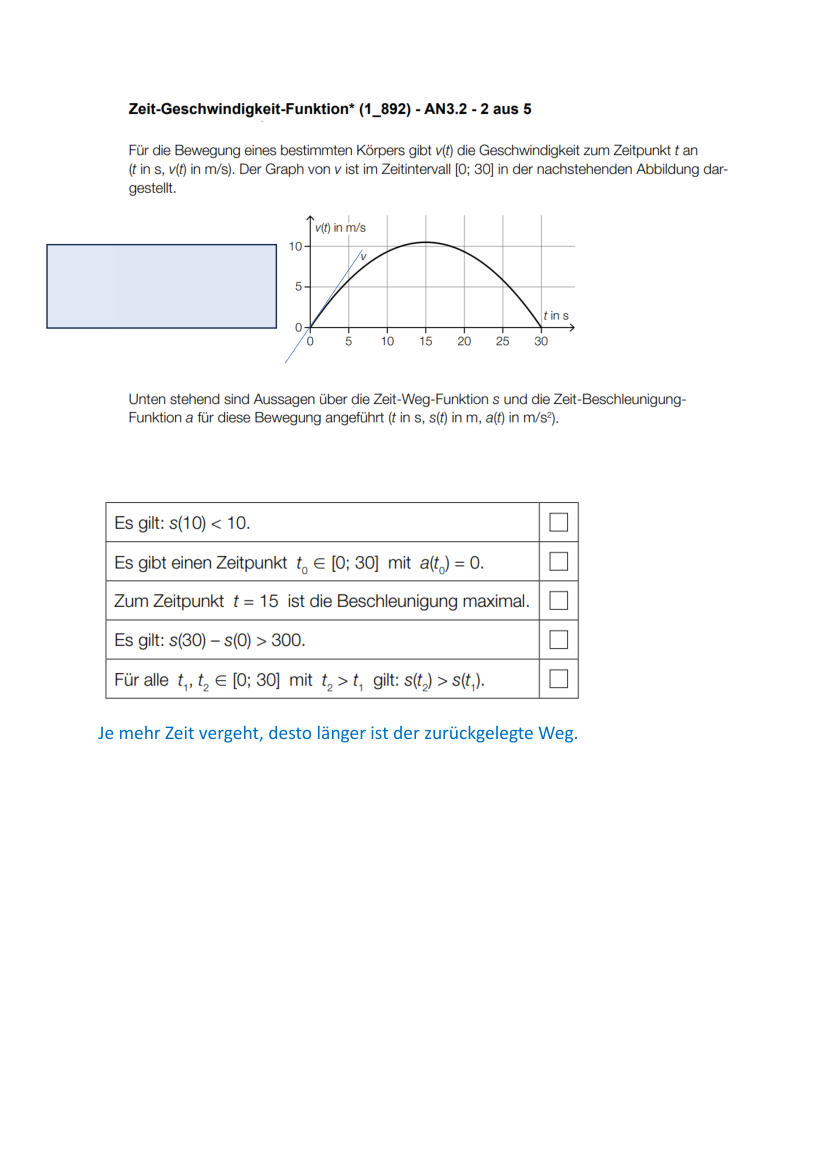 Zeit-Geschwindigkeit-Funktion* (1_892) - AN3.2 - 2 aus 5
Für die Bewegung eines bestimmten Körpers gibt v(t) die Geschwindigkeit zum Zeitpunkt t an
(t in s, v(t) in m/s). Der Graph von v ist im Zeitintervall [0; 30] in der nachstehenden Abbildung dar-
gestellt.
v(t) in m/s
10
v
5
t in s
0
0 5 10 15 20 25 30
Unten stehend sind Aussagen über die Zeit-Weg-Funktion s und die Zeit-Beschleunigung-
Funktion a für diese Bewegung angeführt (t in s, s(t) in m, a(t) in m/s²).
Es gilt: s(10) < 10.
Es gibt einen Zeitpunkt t₀ ∈ [0; 30] mit a(t₀) = 0.
Zum Zeitpunkt t = 15 ist die Beschleunigung maximal.
Es gilt: s(30) – s(0) > 300.
Für alle t₁, t₂ ∈ [0; 30] mit t₂ > t₁ gilt: s(t₂) > s(t₁).
Je mehr Zeit vergeht, desto länger ist der zurückgelegte Weg.